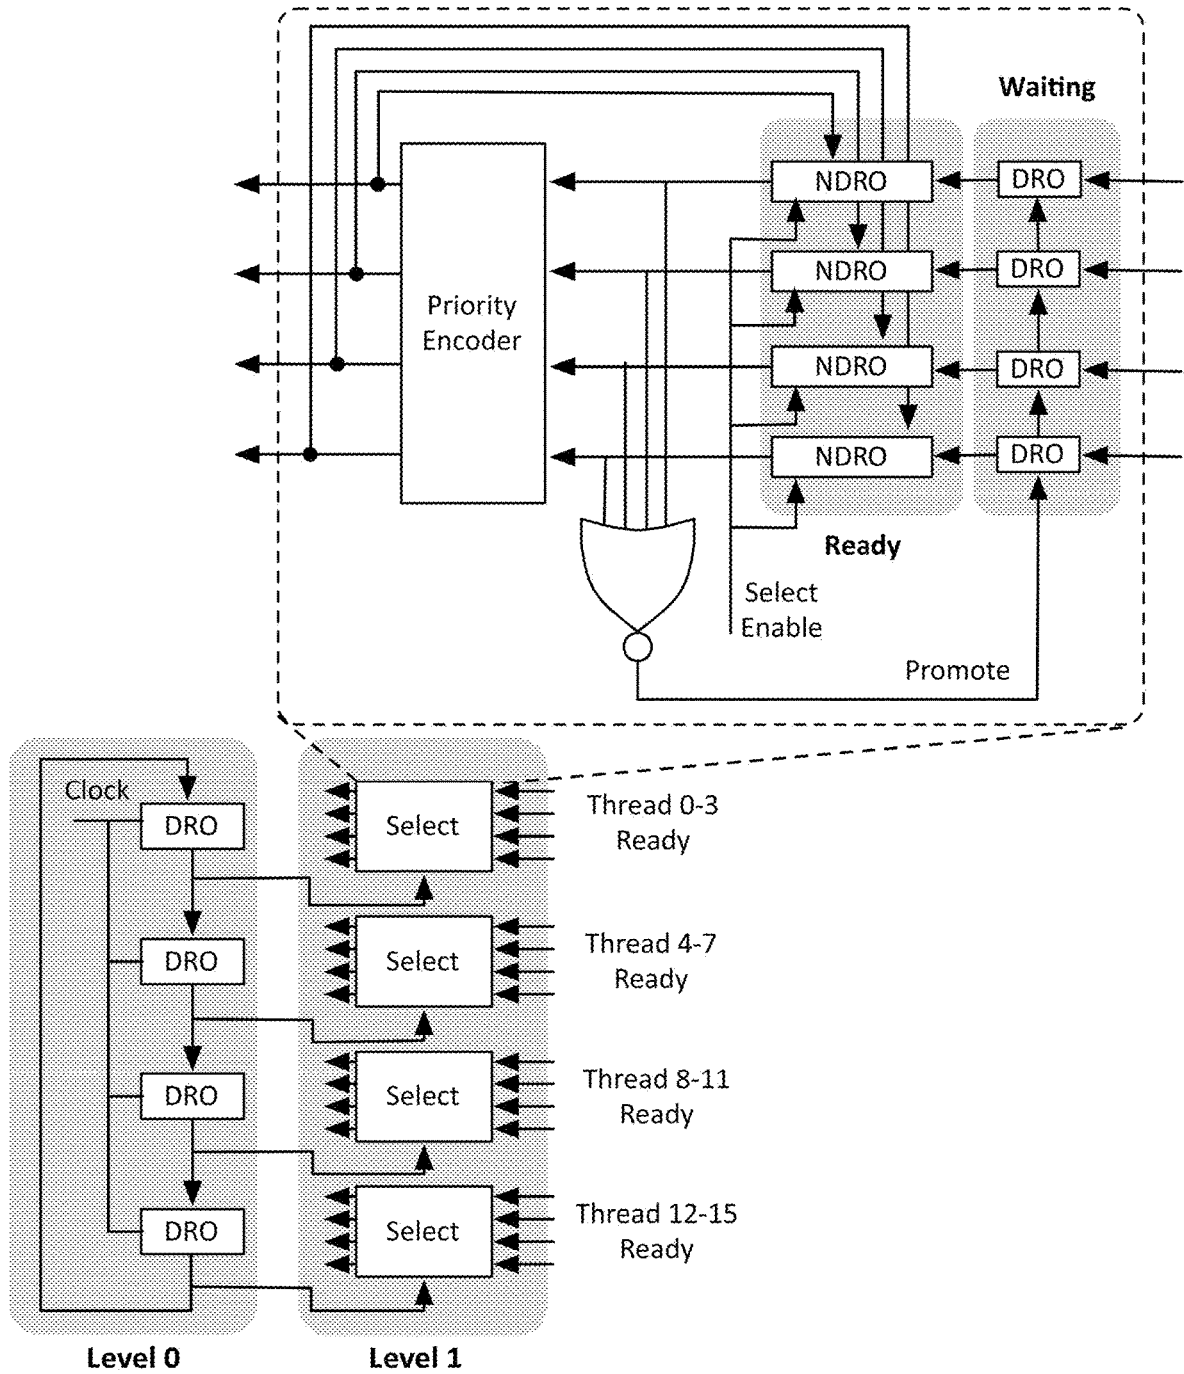 Waiting
NDRO
DRO
NDRO
DRO
Priority
Encoder
NDRO
DRO
NDRO
DRO
Ready
Select
Enable
Promote
Clock
DRO
Select
Thread 0-3
Ready
DRO
Select
Thread 4-7
Ready
DRO
Select
Thread 8-11
Ready
DRO
Select
Thread 12-15
Ready
Level 0
Level 1